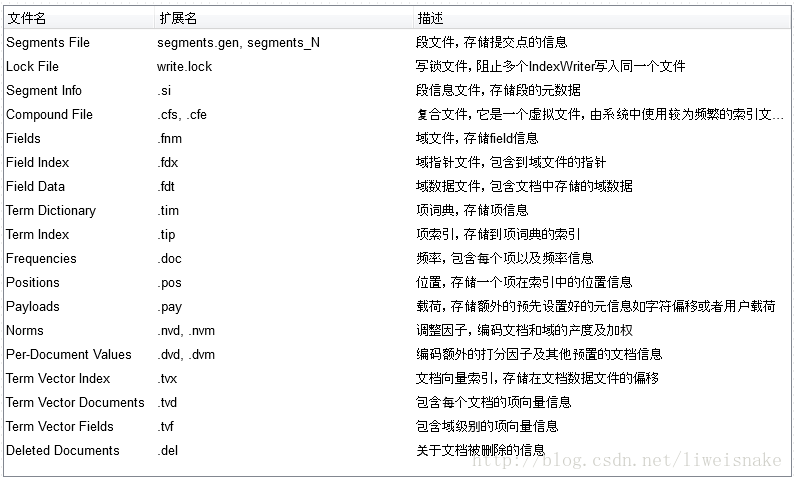 文件名 扩展名 描述
Segments File segments.gen, segments_N 段文件，存储提交点的信息
Lock File write.lock 写锁文件，阻止多个IndexWriter写入同一个文件
Segment Info .si 段信息文件，存储段的元数据
Compound File .cfs, .cfe 复合文件，它是一个虚拟文件，由系统中使用较为频繁的索引文...
Fields .fnm 域文件，存储field信息
Field Index .fdx 域指针文件，包含到域文件的指针
Field Data .fdt 域数据文件，包含文档中存储的域数据
Term Dictionary .tim 项词典，存储项信息
Term Index .tip 项索引，存储到项词典的索引
Frequencies .doc 频率，包含每个项以及频率信息
Positions .pos 位置，存储一个项在索引中的位置信息
Payloads .pay 载荷，存储额外的预先设置好的元信息如字符偏移或者用户载荷
Norms .nvd, .nvm 调整因子，编码文档和域的产度及加权
Per-Document Values .dvd, .dvm 编码额外的打分因子及其他预置的文档信息
Term Vector Index .tvx 文档向量索引，存储在文档数据文件的偏移
Term Vector Documents .tvd 包含每个文档的项向量信息
Term Vector Fields .tvf 包含域级别的项向量信息
Deleted Documents .del 关于文档被删除的信息
http://blog.csdn.net/liweisnake